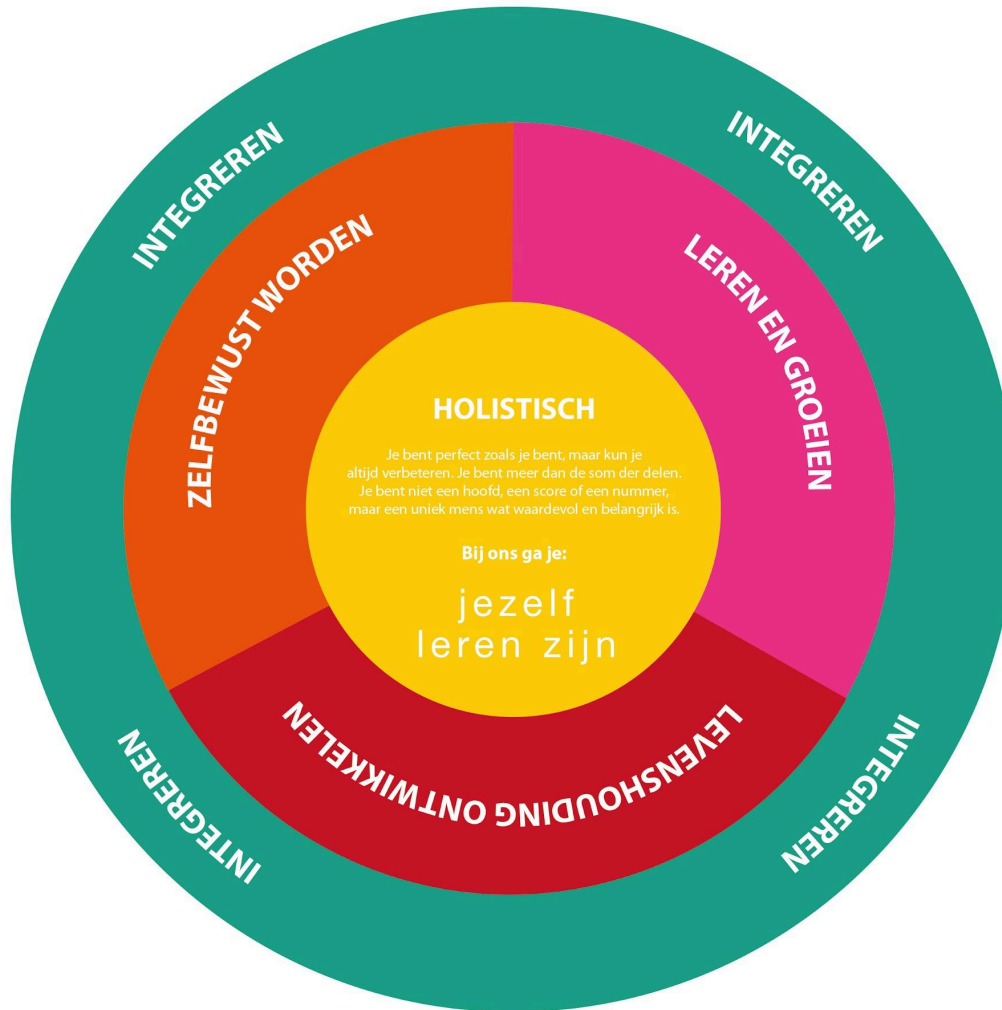 INTEGREREN
INTEGREREN
ZELFBEWUST WORDEN
LEREN EN GROEIEN
HOLISTISCH
Je bent perfect zoals je bent, maar kun je
altijd verbeteren. Je bent meer dan de som der delen.
Je bent niet een hoofd, een score of een nummer,
maar een uniek mens wat waardevol en belangrijk is.
Bij ons ga je:
jezelf
leren zijn
LEVENSHOUDING ONTWIKKELEN
INTEGREREN
INTEGREREN